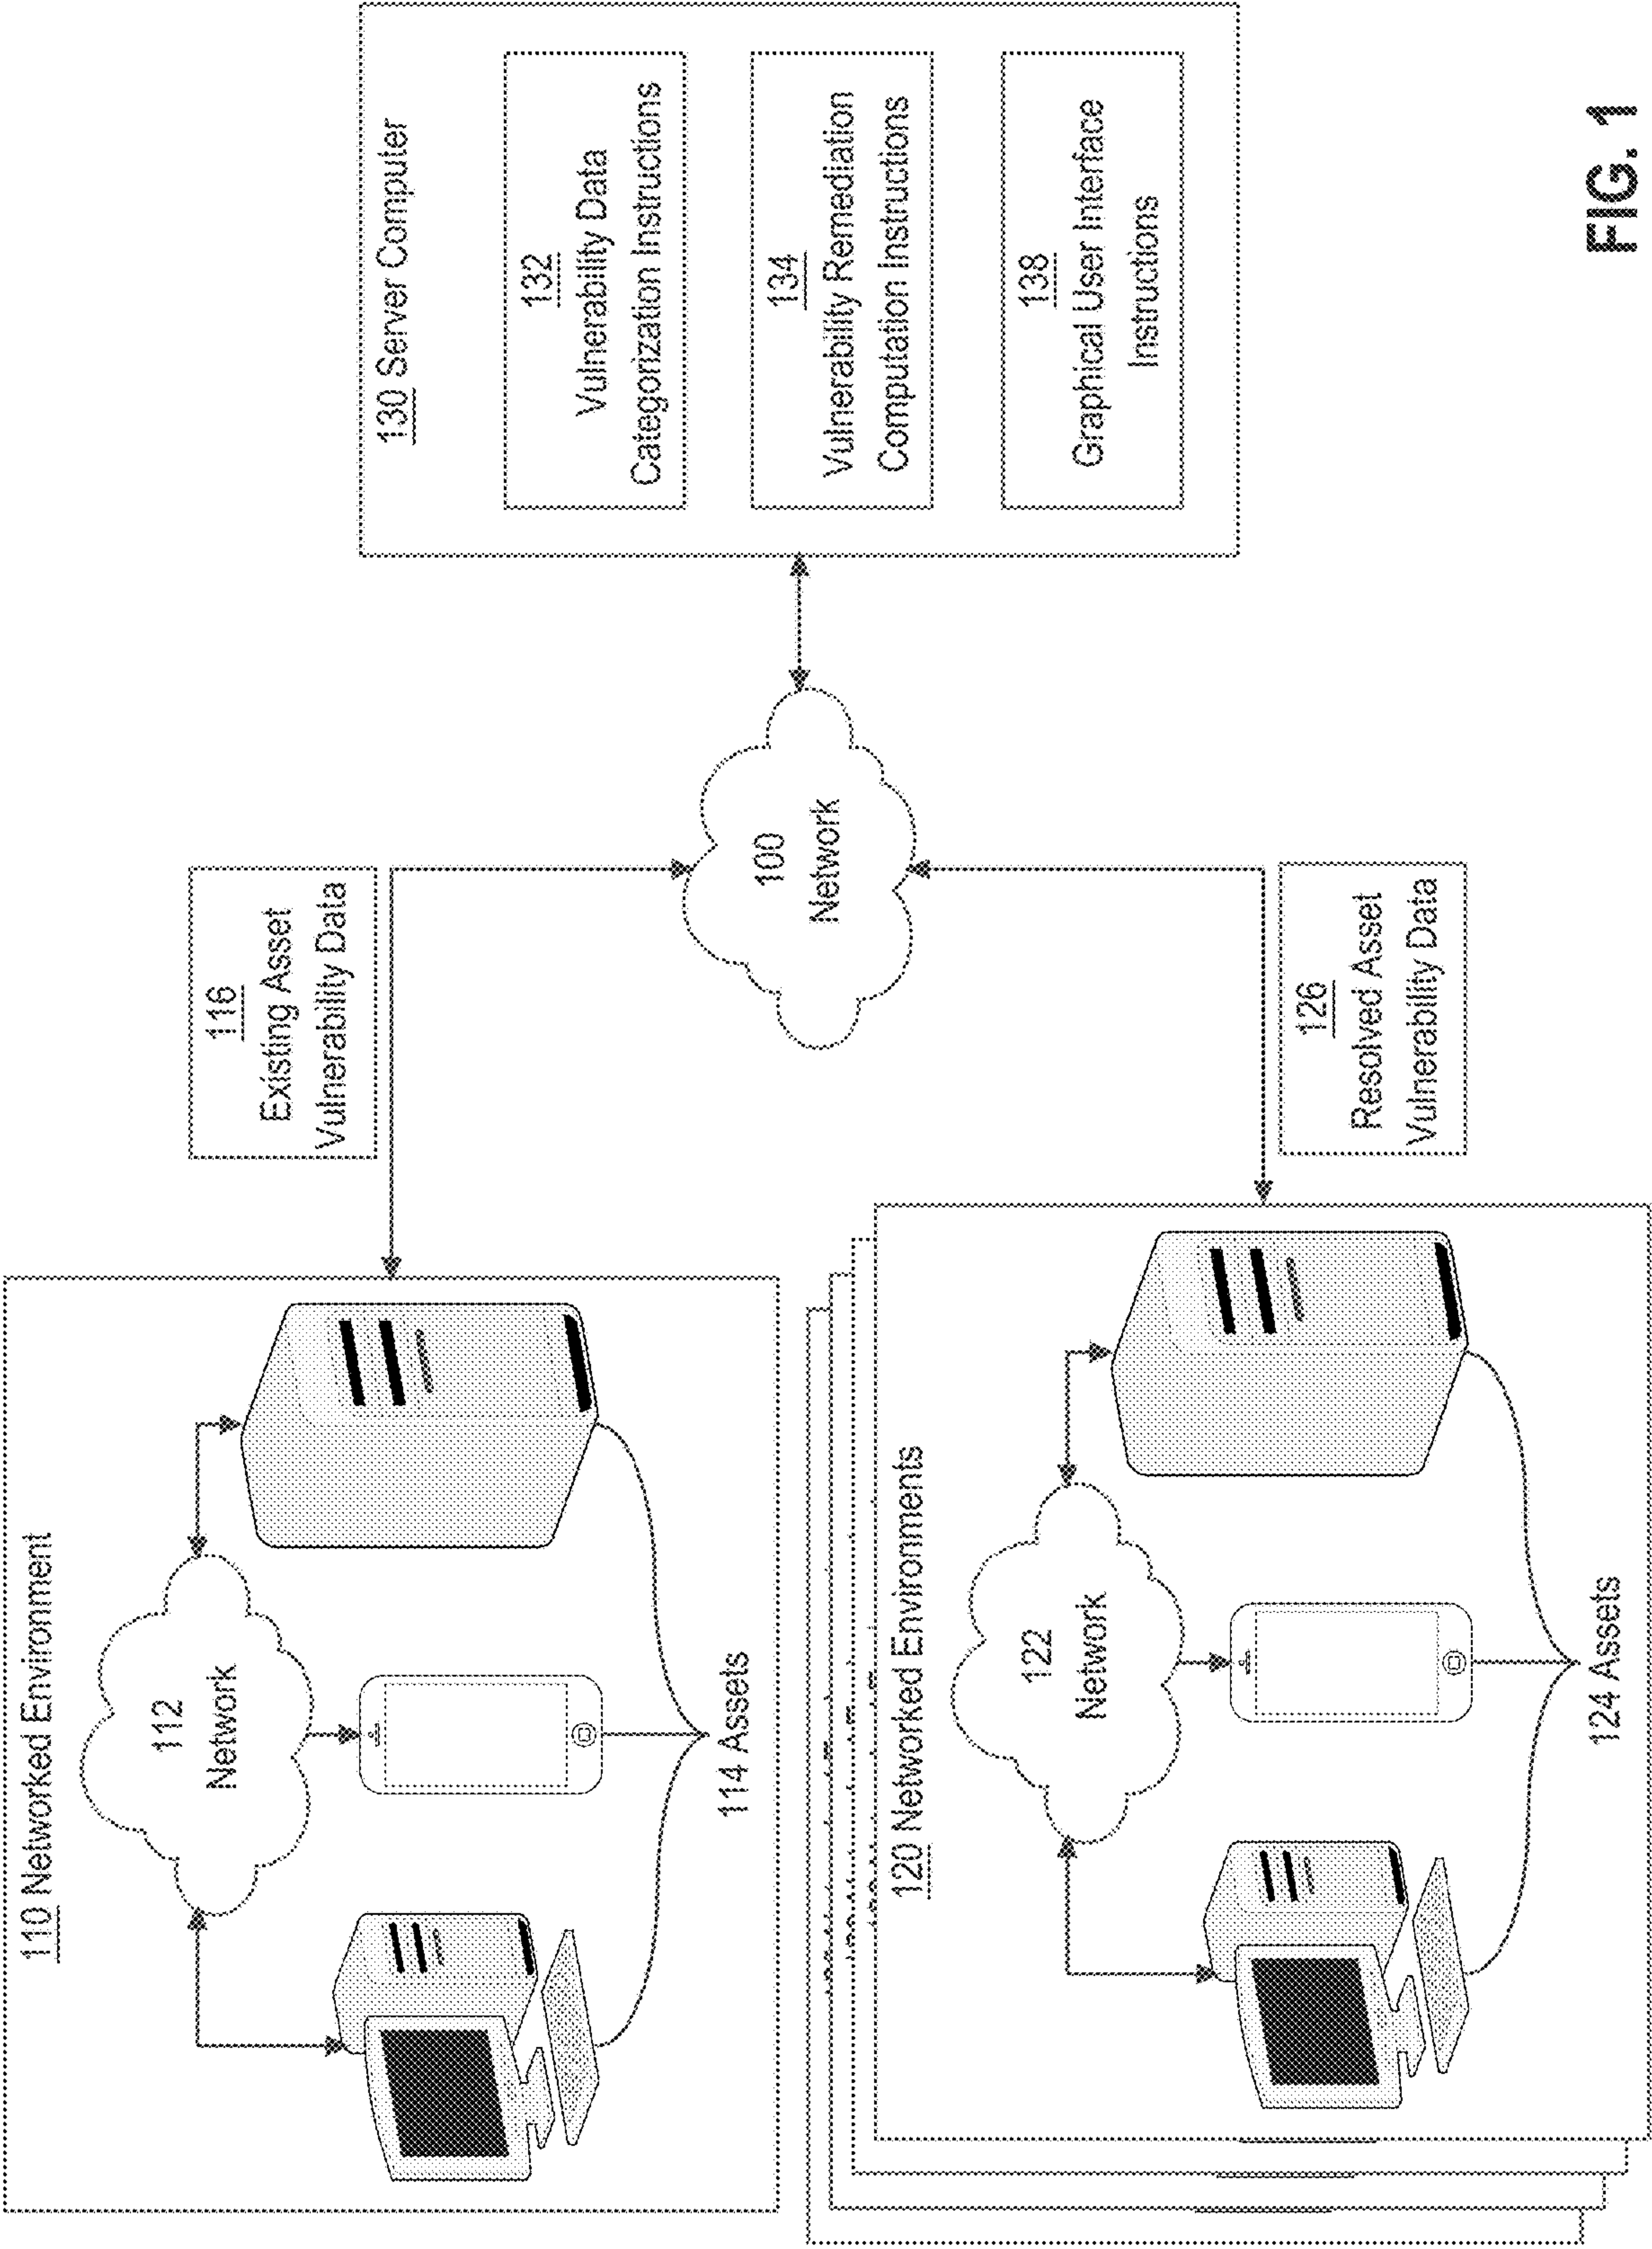 110 Networked Environment
112
Network
114 Assets
116
Existing Asset
Vulnerability Data
120 Networked Environments
122
Network
124 Assets
126
Resolved Asset
Vulnerability Data
100
Network
130 Server Computer
132
Vulnerability Data
Categorization Instructions
134
Vulnerability Remediation
Computation Instructions
138
Graphical User Interface
Instructions
FIG. 1